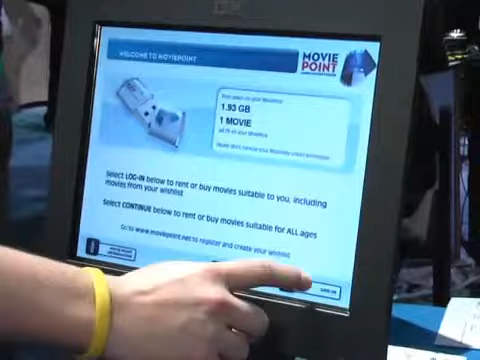 IBM
WELCOME TO MOVIEPOINT
MOVIE
POINT
1.93 GB
1 MOVIE
Select LOG-IN below to rent or buy movies suitable to you, including
movies from your wishlist
Select CONTINUE below to rent or buy movies suitable for ALL ages
Go to www.moviepoint.net to register and create your wishlist